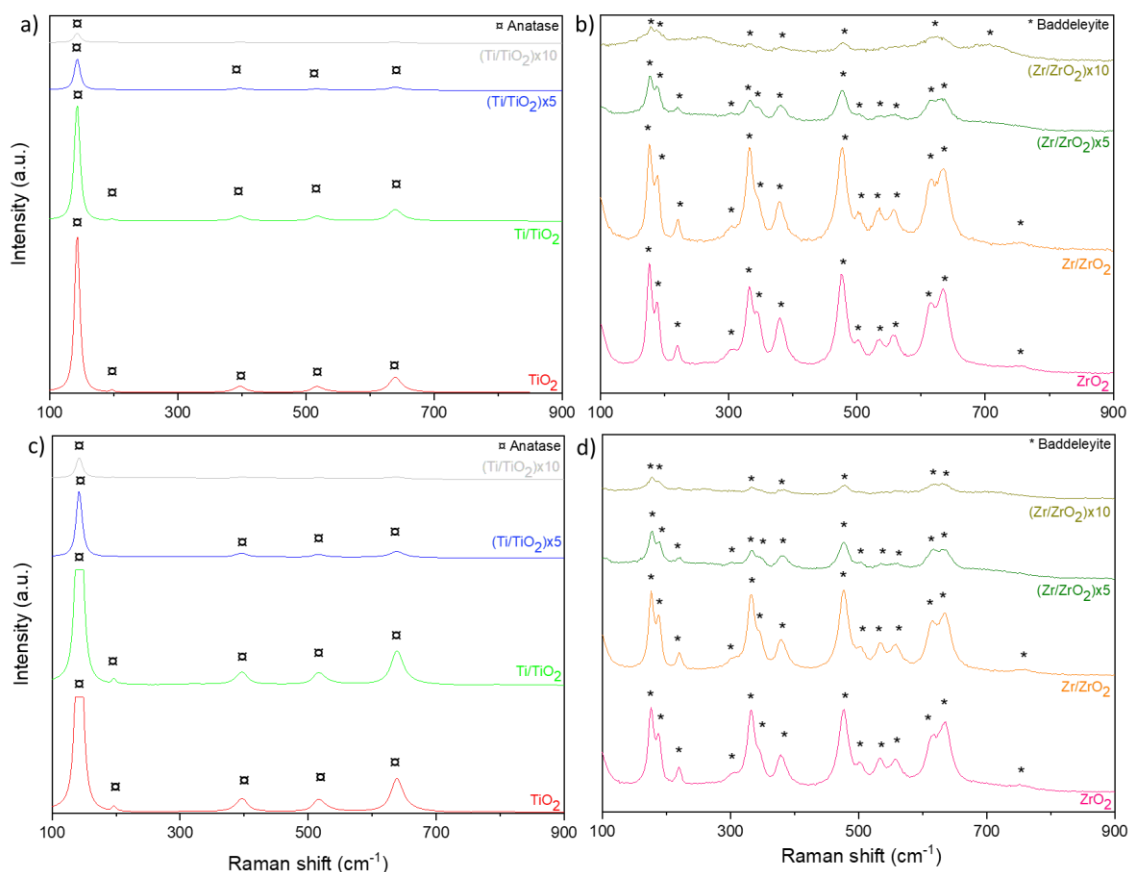 a)
¤ Anatase
(Ti/TiO2)x10
(Ti/TiO2)x5
Ti/TiO2
TiO2
Intensity (a.u.)
100 300 500 700 900
b)
* Baddeleyite
(Zr/ZrO2)x10
(Zr/ZrO2)x5
Zr/ZrO2
ZrO2
100 300 500 700 900
c)
¤ Anatase
(Ti/TiO2)x10
(Ti/TiO2)x5
Ti/TiO2
TiO2
Intensity (a.u.)
100 300 500 700 900
Raman shift (cm-1)
d)
* Baddeleyite
(Zr/ZrO2)x10
(Zr/ZrO2)x5
Zr/ZrO2
ZrO2
100 300 500 700 900
Raman shift (cm-1)